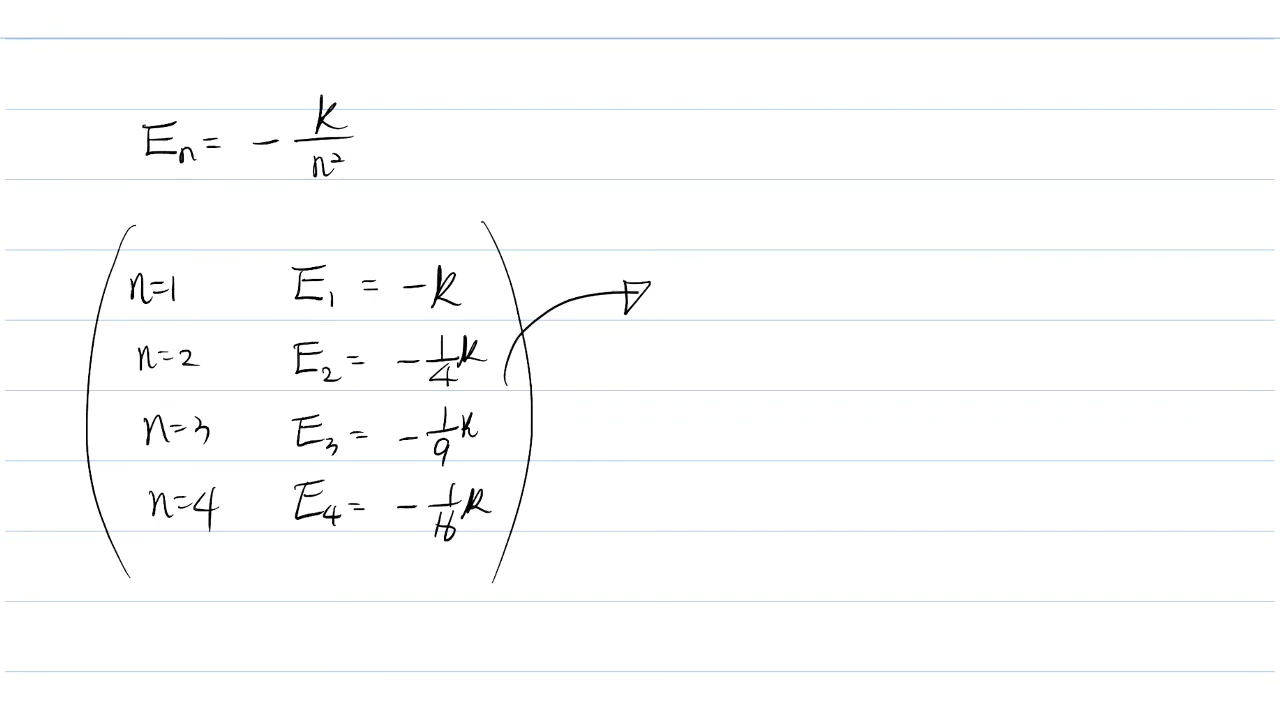 Eₙ = - k/n²
n=1 E₁ = -k
n=2 E₂ = - 1/4 k
n=3 E₃ = - 1/9 k
n=4 E₄ = - 1/16 k